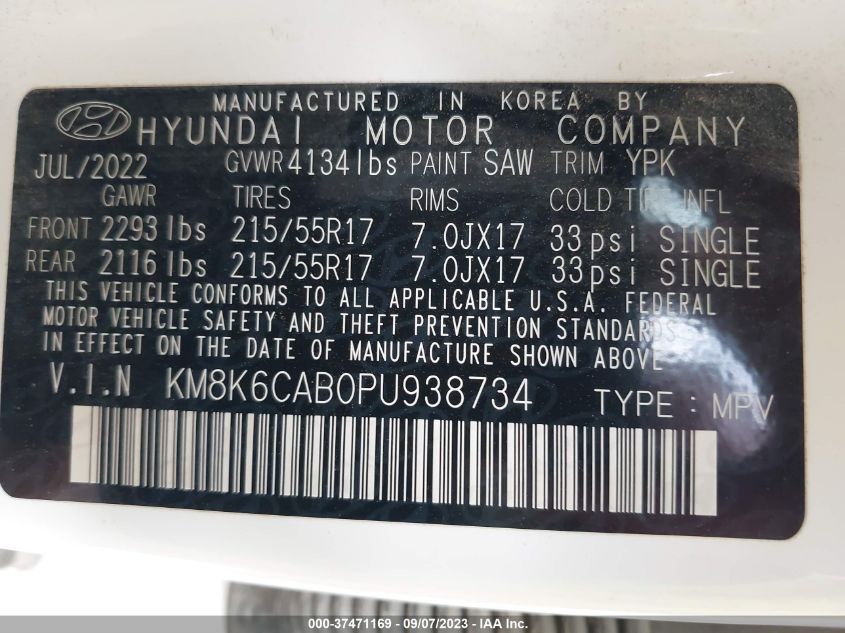 MANUFACTURED IN KOREA BY
HYUNDAI MOTOR COMPANY
JUL/2022 GVWR 4134 lbs PAINT SAW TRIM YPK
GAWR TIRES RIMS COLD TIRE INFL
FRONT 2293 lbs 215/55R17 7.0JX17 33psi SINGLE
REAR 2116 lbs 215/55R17 7.0JX17 33psi SINGLE
THIS VEHICLE CONFORMS TO ALL APPLICABLE U.S.A. FEDERAL
MOTOR VEHICLE SAFETY AND THEFT PREVENTION STANDARDS
IN EFFECT ON THE DATE OF MANUFACTURE SHOWN ABOVE
V.I.N KM8K6CAB0PU938734 TYPE : MPV
000-37471169 - 09/07/2023 - IAA Inc.